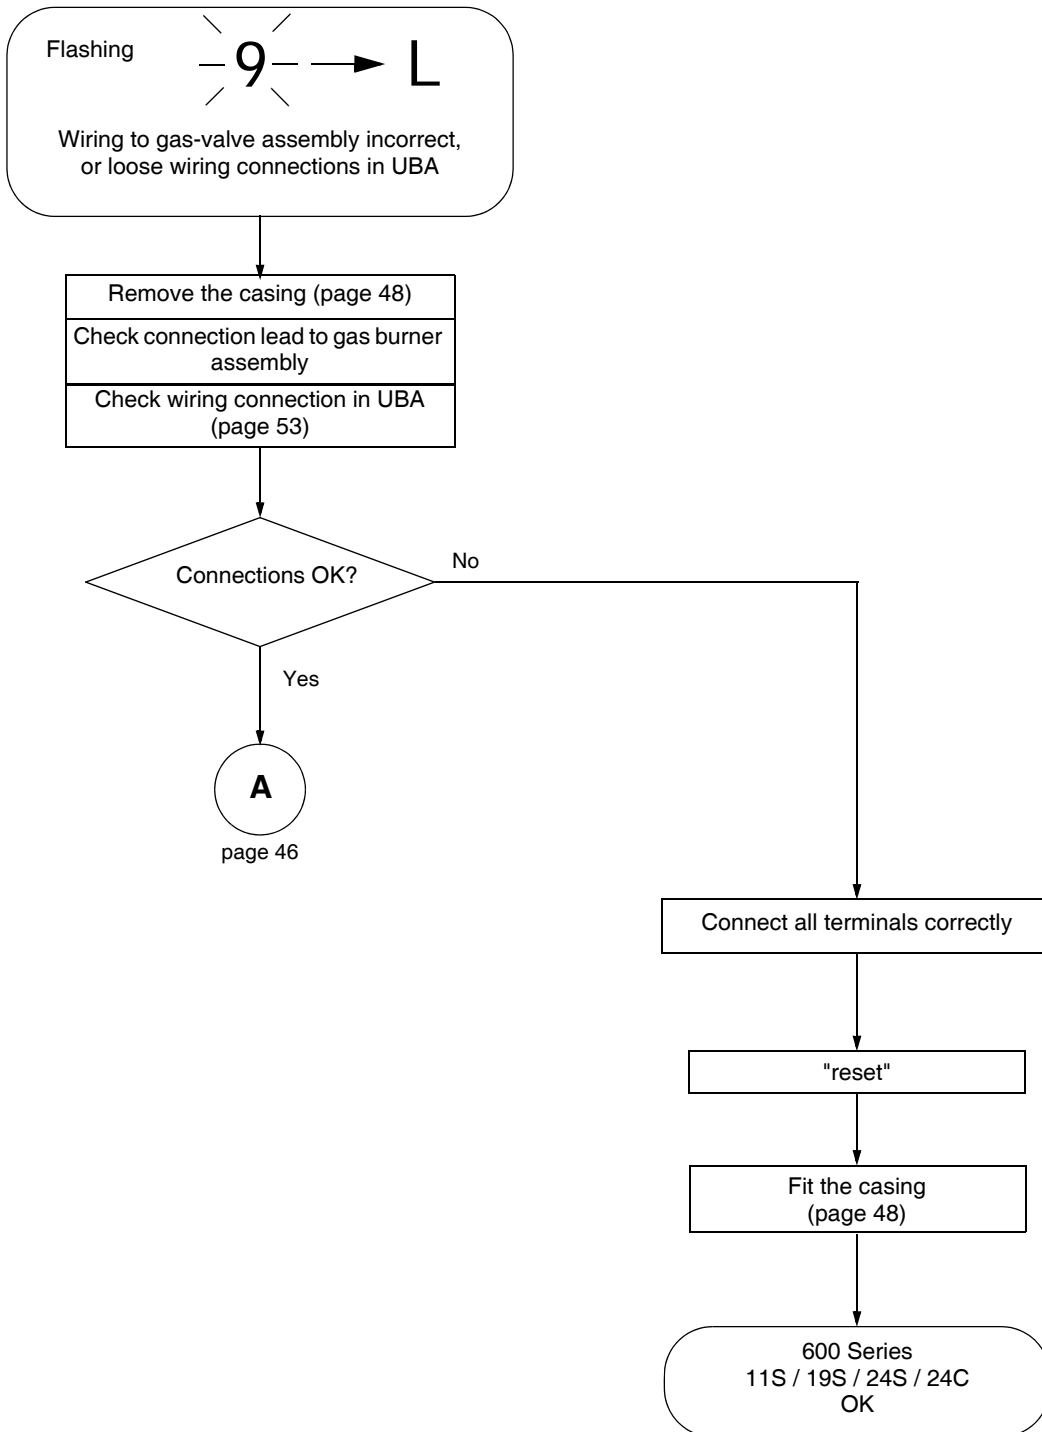 Flashing
9 L
Wiring to gas-valve assembly incorrect,
or loose wiring connections in UBA
Remove the casing (page 48)
Check connection lead to gas burner
assembly
Check wiring connection in UBA
(page 53)
Connections OK?
No
Yes
A
page 46
Connect all terminals correctly
"reset"
Fit the casing
(page 48)
600 Series
11S / 19S / 24S / 24C
OK